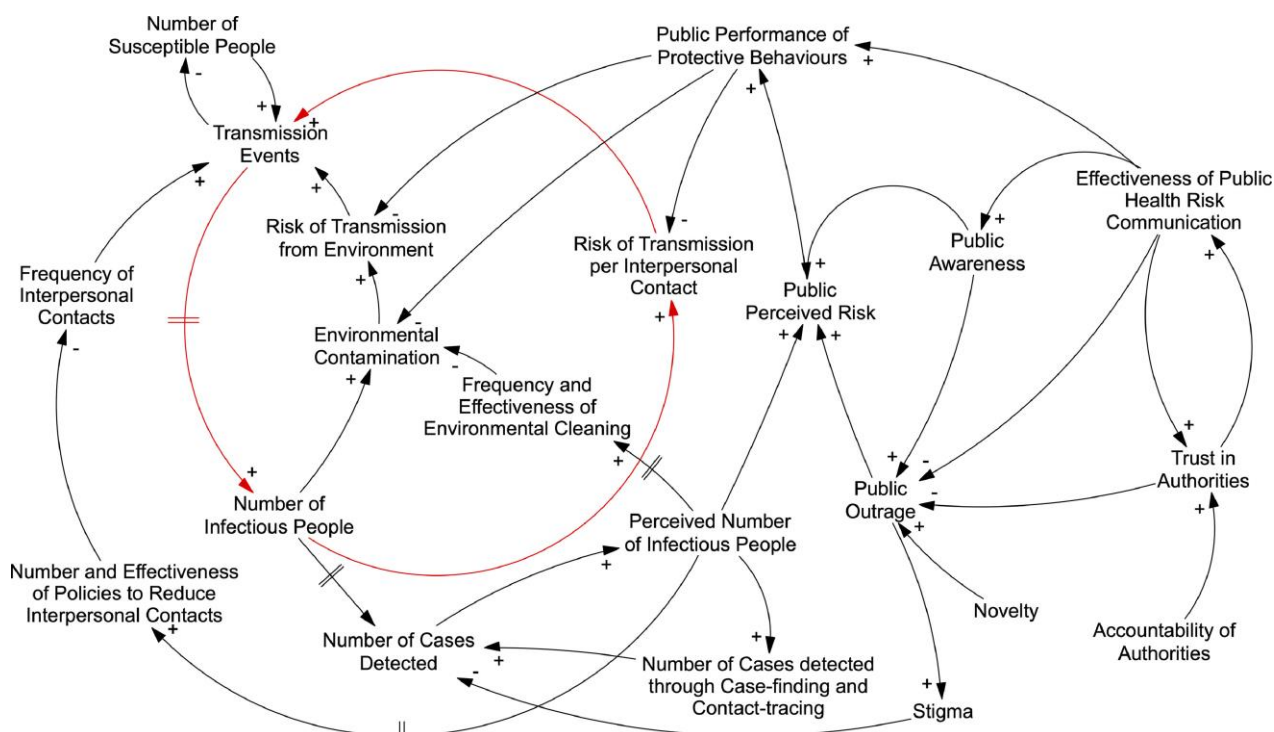 Number of
Susceptible People
Public Performance of
Protective Behaviours
-
+
+
+
+
Transmission
Events
+
+
Effectiveness of Public
Health Risk
Communication
-
-
+
Risk of Transmission
from Environment
Risk of Transmission
per Interpersonal
Contact
Public
Awareness
+
Frequency of
Interpersonal
Contacts
+
+
Public
Perceived Risk
+
-
Environmental
Contamination
+
+
-
-
+
Frequency and
Effectiveness of
Environmental Cleaning
+
+
+
-
Trust in
Authorities
+
Number of
Infectious People
Public
Outrage
-
+
+
Perceived Number
of Infectious People
Number and Effectiveness
of Policies to Reduce
Interpersonal Contacts
+
Novelty
+
Number of Cases
Detected
+
+
-
Number of Cases detected
through Case-finding and
Contact-tracing
Accountability of
Authorities
+
Stigma